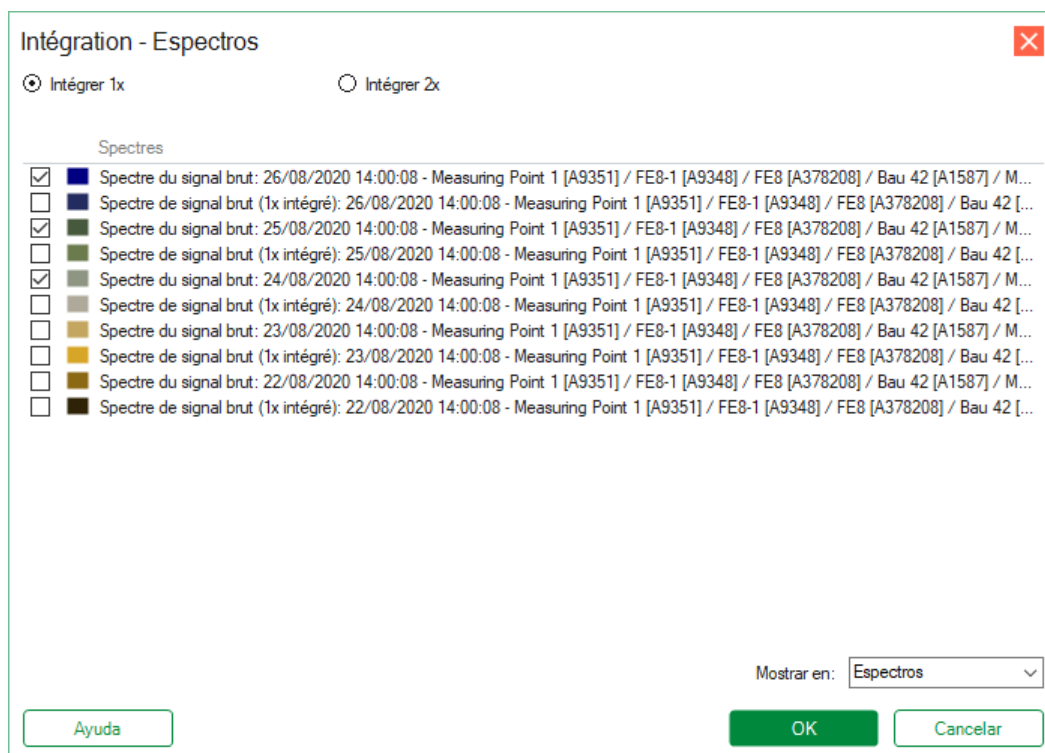 Intégration - Espectros
Intégrer 1x Intégrer 2x
Spectres
Spectre du signal brut: 26/08/2020 14:00:08 - Measuring Point 1 [A9351] / FE8-1 [A9348] / FE8 [A378208] / Bau 42 [A1587] / M...
Spectre de signal brut (1x intégré): 26/08/2020 14:00:08 - Measuring Point 1 [A9351] / FE8-1 [A9348] / FE8 [A378208] / Bau 42 [...
Spectre du signal brut: 25/08/2020 14:00:08 - Measuring Point 1 [A9351] / FE8-1 [A9348] / FE8 [A378208] / Bau 42 [A1587] / M...
Spectre du signal brut (1x intégré): 25/08/2020 14:00:08 - Measuring Point 1 [A9351] / FE8-1 [A9348] / FE8 [A378208] / Bau 42 [...
Spectre du signal brut: 24/08/2020 14:00:08 - Measuring Point 1 [A9351] / FE8-1 [A9348] / FE8 [A378208] / Bau 42 [A1587] / M...
Spectre de signal brut (1x intégré): 24/08/2020 14:00:08 - Measuring Point 1 [A9351] / FE8-1 [A9348] / FE8 [A378208] / Bau 42 [...
Spectre du signal brut: 23/08/2020 14:00:08 - Measuring Point 1 [A9351] / FE8-1 [A9348] / FE8 [A378208] / Bau 42 [A1587] / M...
Spectre de signal brut (1x intégré): 23/08/2020 14:00:08 - Measuring Point 1 [A9351] / FE8-1 [A9348] / FE8 [A378208] / Bau 42 [...
Spectre du signal brut: 22/08/2020 14:00:08 - Measuring Point 1 [A9351] / FE8-1 [A9348] / FE8 [A378208] / Bau 42 [A1587] / M...
Spectre de signal brut (1x intégré): 22/08/2020 14:00:08 - Measuring Point 1 [A9351] / FE8-1 [A9348] / FE8 [A378208] / Bau 42 [...
Mostrar en: Espectros
Ayuda OK Cancelar